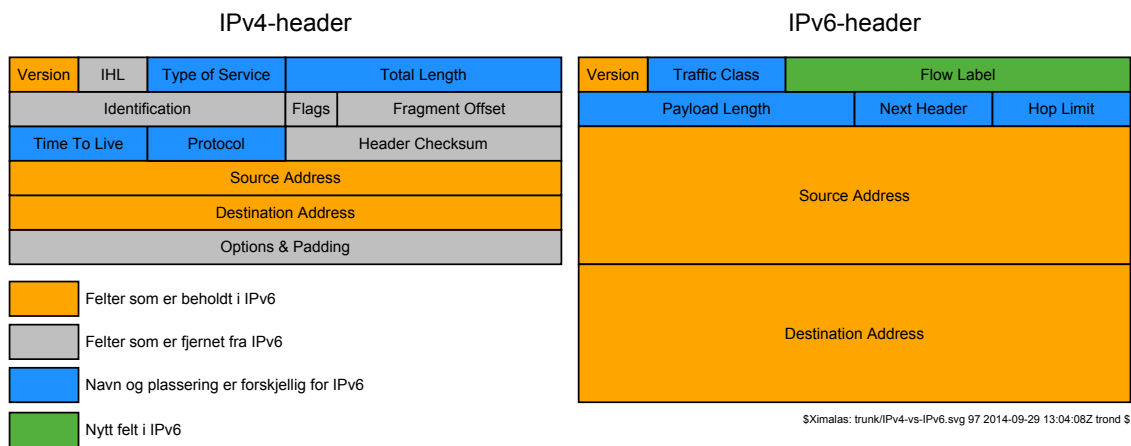 IPv4-header
Version IHL Type of Service Total Length
Identification Flags Fragment Offset
Time To Live Protocol Header Checksum
Source Address
Destination Address
Options & Padding
Felter som er beholdt i IPv6
Felter som er fjernet fra IPv6
Navn og plassering er forskjellig for IPv6
Nytt felt i IPv6
IPv6-header
Version Traffic Class Flow Label
Payload Length Next Header Hop Limit
Source Address
Destination Address
$Ximalas: trunk/IPv4-vs-IPv6.svg 97 2014-09-29 13:04:08Z trond $